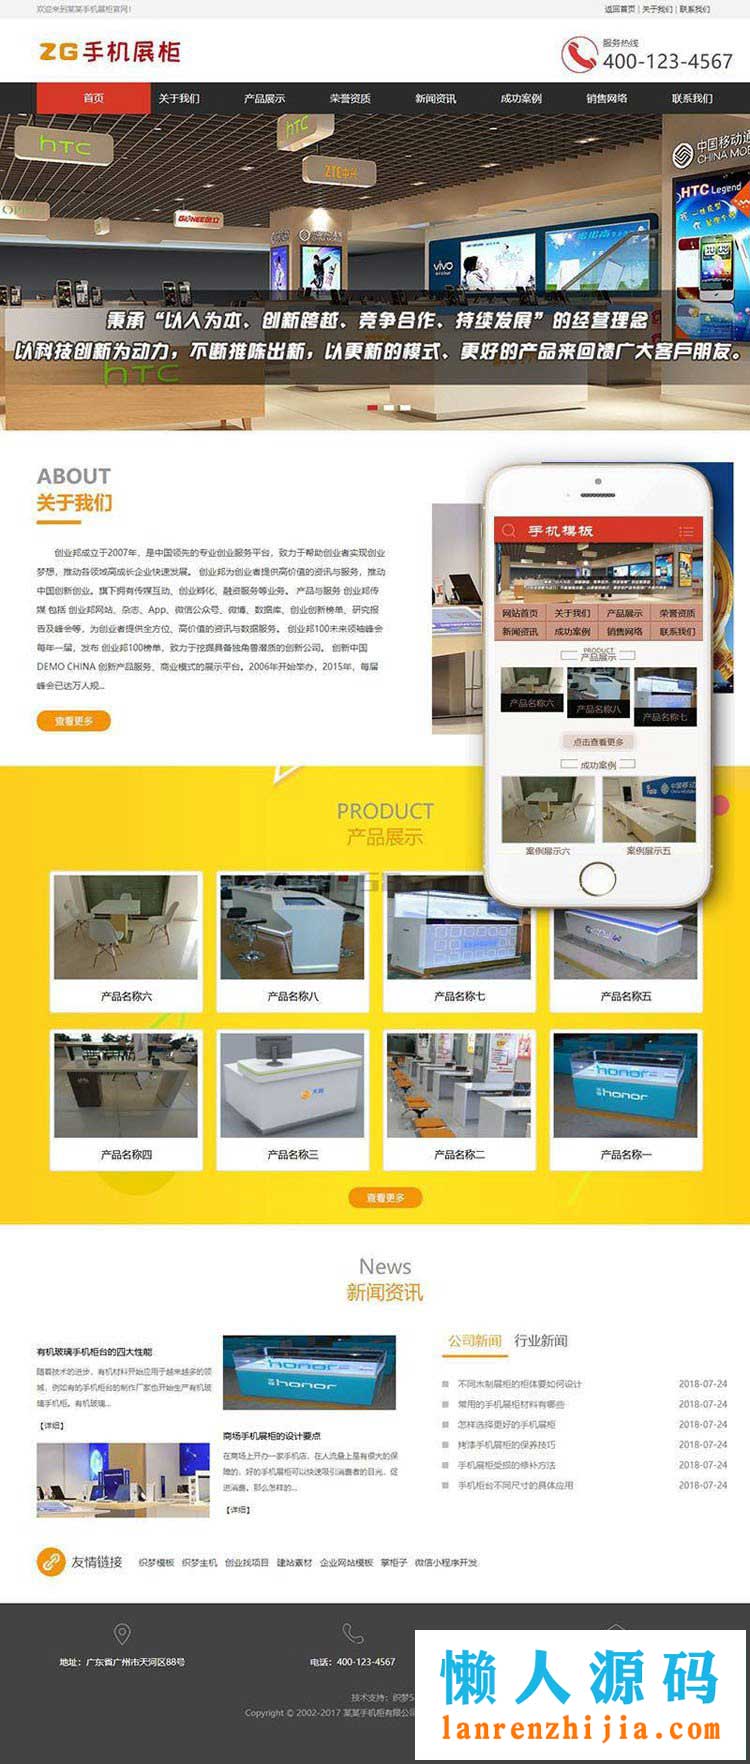 欢迎来到某某手机展柜官网！
返回首页 | 关于我们 | 联系我们
ZG手机展柜
服务热线
400-123-4567
首页 关于我们 产品展示 荣誉资质 新闻资讯 成功案例 销售网络 联系我们
hTC
hTC
ZTE中兴
GIONEE金立
中国移动通
CHINA MOB
HTC Legend
vivo
秉承“以人为本、创新跨越、竞争合作、持续发展”的经营理念
以科技创新为动力，不断推陈出新，以更新的模式、更好的产品来回馈广大客户朋友。
hTC
ABOUT
关于我们
创业邦成立于2007年，是中国领先的专业创业服务平台，致力于帮助创业者实现创业
梦想，推动各领域高成长企业快速发展。 创业邦为创业者提供高价值的资讯与服务，推动
中国创新创业。旗下拥有传媒互动、创业孵化、融资服务等业务。 产品与服务 创业邦传
媒 包括 创业邦网站、杂志、App、微信公众号、微博、数据库、创业创新榜单、研究报
告及峰会等，为创业者提供全方位、高价值的资讯与数据服务。 创业邦100未来领袖峰会
每年一届，发布 创业邦100榜单，致力于挖掘具备独角兽潜质的创新公司。 创新中国
DEMO CHINA 创新产品服务、商业模式的展示平台。2006年开始举办，2015年，每届
峰会已达万人规...
查看更多
手机模板
网站首页 关于我们 产品展示 荣誉资质
新闻资讯 成功案例 销售网络 联系我们
PRODUCT
产品展示
产品名称六 产品名称八 产品名称七
点击查看更多
成功案例
案例展示六 案例展示五
PRODUCT
产品展示
产品名称六 产品名称八 产品名称七 产品名称五
honor
honor
产品名称四 产品名称三 产品名称二 产品名称一
查看更多
News
新闻资讯
有机玻璃手机柜台的四大性能
随着技术的进步，有机材料开始应用于越来越多的领
域，例如有的手机柜台的制作厂家也开始生产有机玻
璃手机柜。有机玻璃...
【详细】
honor
honor
商场手机展柜的设计要点
在商场上开办一家手机店，在人流量上是有很大的保
障的，好的手机展柜可以快速吸引消费者的目光，促
进消费。那么怎样的...
【详细】
公司新闻 行业新闻
不同木制展柜的柜体要如何设计 2018-07-24
常用的手机展柜材料有哪些 2018-07-24
怎样选择更好的手机展柜 2018-07-24
烤漆手机展柜的保养技巧 2018-07-24
手机展柜受损的修补方法 2018-07-24
手机柜台不同尺寸的具体应用 2018-07-24
友情链接
织梦模板 织梦主机 创业找项目 建站素材 企业网站模板 掌柜子 微信小程序开发
地址：广东省广州市天河区88号
电话：400-123-4567
技术支持：织梦5
Copyright © 2002-2017 某某手机柜有限公司
懒人源码
lanrenzhijia.com